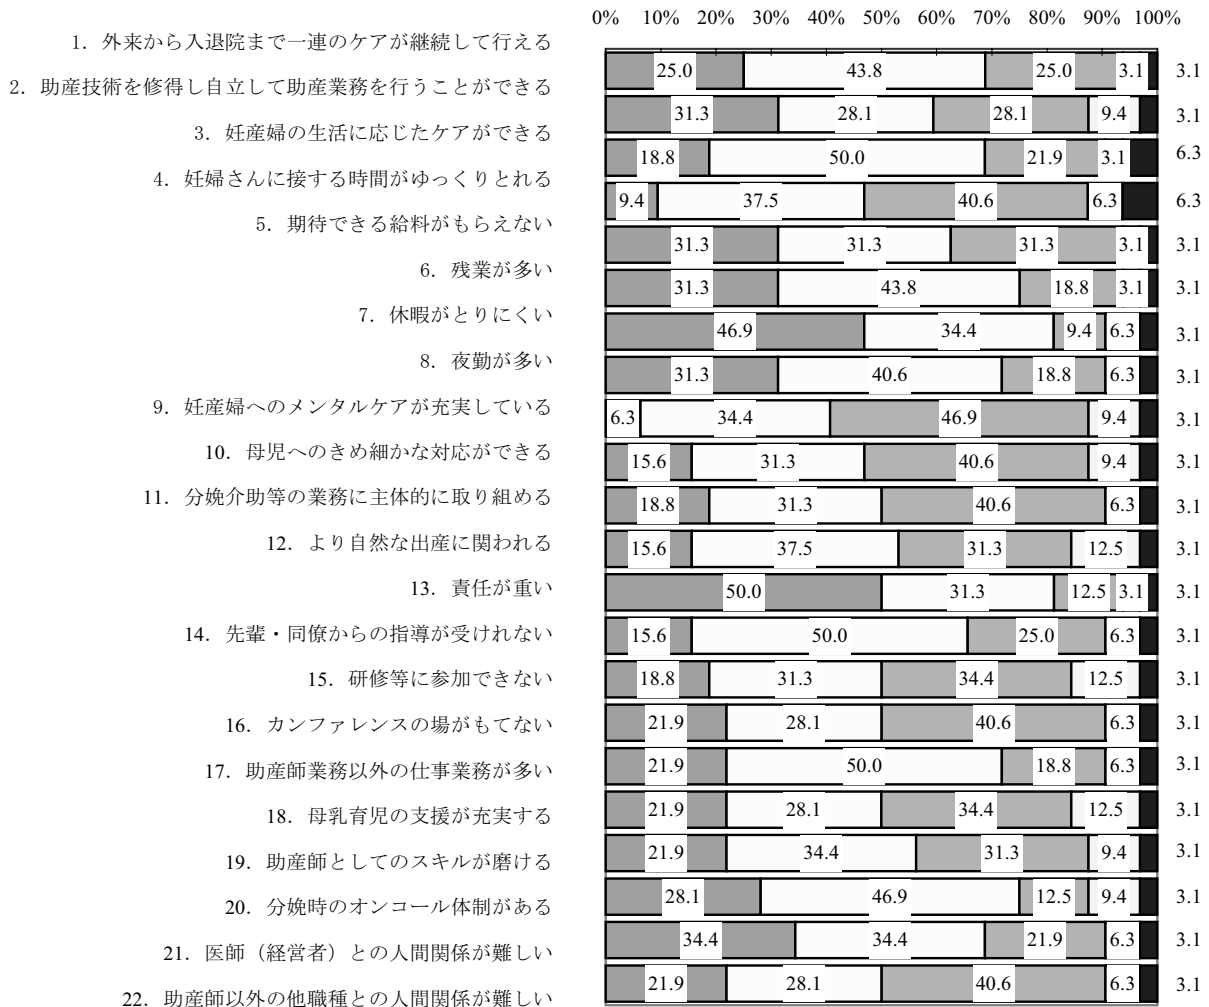 0% 10% 20% 30% 40% 50% 60% 70% 80% 90% 100%
1. 外来から入退院まで一連のケアが継続して行える
25.0 43.8 25.0 3.1 3.1
2. 助産技術を修得し自立して助産業務を行うことができる
31.3 28.1 28.1 9.4 3.1
3. 妊産婦の生活に応じたケアができる
18.8 50.0 21.9 3.1 6.3
4. 妊婦さんに接する時間がゆっくりとれる
9.4 37.5 40.6 6.3 6.3
5. 期待できる給料がもらえない
31.3 31.3 31.3 3.1 3.1
6. 残業が多い
31.3 43.8 18.8 3.1 3.1
7. 休暇がとりにくい
46.9 34.4 9.4 6.3 3.1
8. 夜勤が多い
31.3 40.6 18.8 6.3 3.1
9. 妊産婦へのメンタルケアが充実している
6.3 34.4 46.9 9.4 3.1
10. 母児へのきめ細かな対応ができる
15.6 31.3 40.6 9.4 3.1
11. 分娩介助等の業務に主体的に取り組める
18.8 31.3 40.6 6.3 3.1
12. より自然な出産に関われる
15.6 37.5 31.3 12.5 3.1
13. 責任が重い
50.0 31.3 12.5 3.1 3.1
14. 先輩・同僚からの指導が受けれない
15.6 50.0 25.0 6.3 3.1
15. 研修等に参加できない
18.8 31.3 34.4 12.5 3.1
16. カンファレンスの場がもてない
21.9 28.1 40.6 6.3 3.1
17. 助産師業務以外の仕事業務が多い
21.9 50.0 18.8 6.3 3.1
18. 母乳育児の支援が充実する
21.9 28.1 34.4 12.5 3.1
19. 助産師としてのスキルが磨ける
21.9 34.4 31.3 9.4 3.1
20. 分娩時のオンコール体制がある
28.1 46.9 12.5 9.4 3.1
21. 医師（経営者）との人間関係が難しい
34.4 34.4 21.9 6.3 3.1
22. 助産師以外の他職種との人間関係が難しい
21.9 28.1 40.6 6.3 3.1